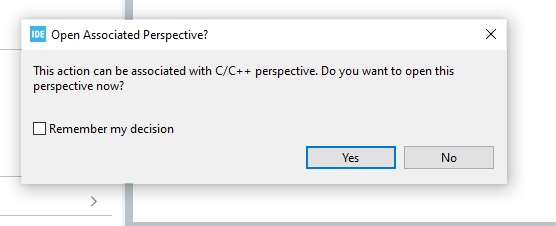 IDE Open Associated Perspective?
This action can be associated with C/C++ perspective. Do you want to open this
perspective now?
Remember my decision
Yes No